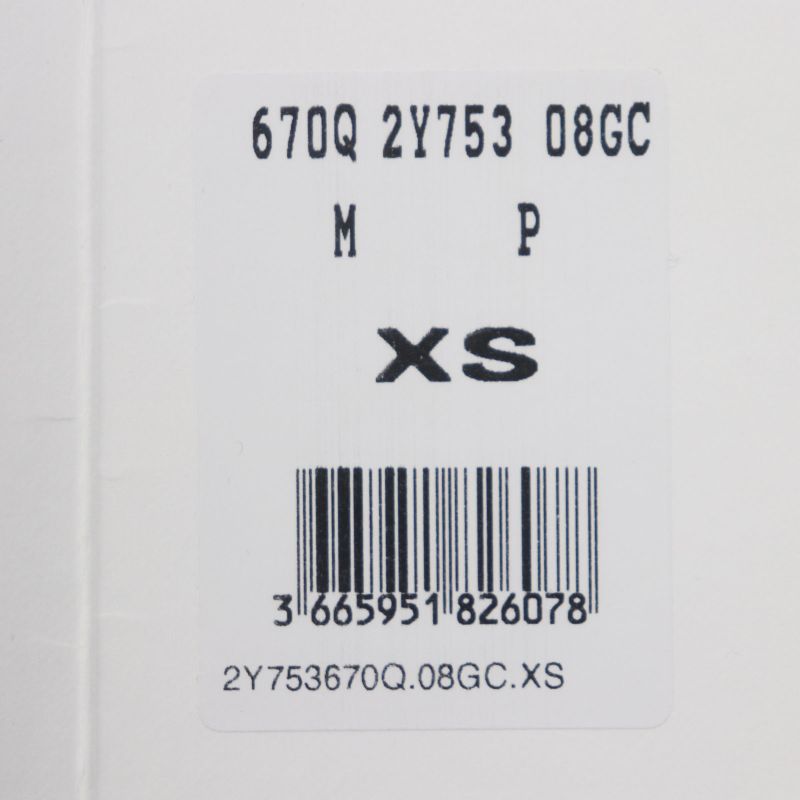 670Q 2Y753 08GC
M P
XS
3 665951 826078
2Y753670Q.08GC.XS